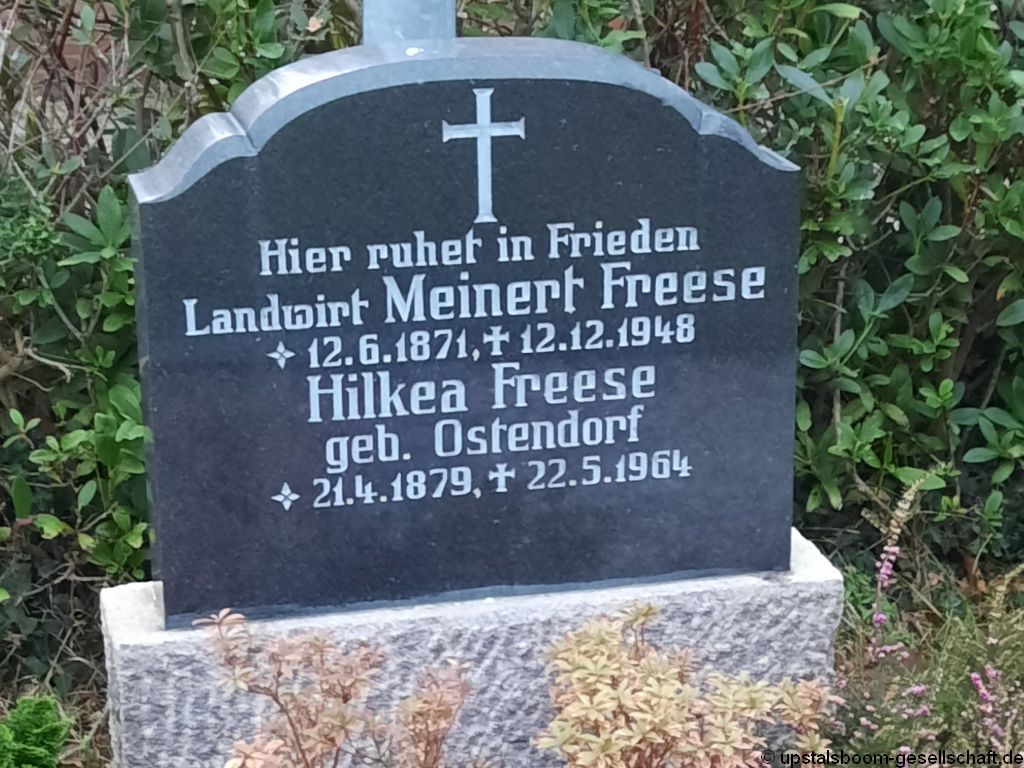 Hier ruhet in Frieden
Landwirt Meinert Freese
✧ 12.6.1871, ✝ 12.12.1948
Hilkea Freese
geb. Ostendorf
✧ 21.4.1879, ✝ 22.5.1964
© upstalsboom-gesellschaft.de